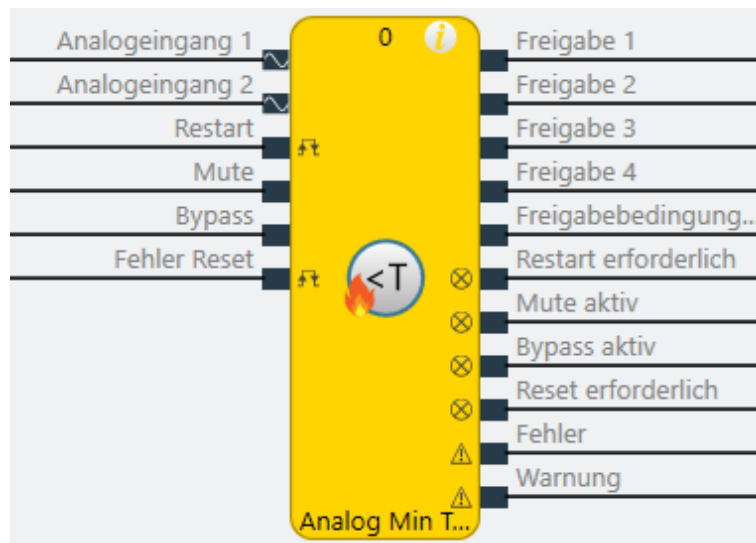 Analogeingang 1
Analogeingang 2
Restart
Mute
Bypass
Fehler Reset
0
i
<T
Analog Min T...
Freigabe 1
Freigabe 2
Freigabe 3
Freigabe 4
Freigabebedingung...
Restart erforderlich
Mute aktiv
Bypass aktiv
Reset erforderlich
Fehler
Warnung